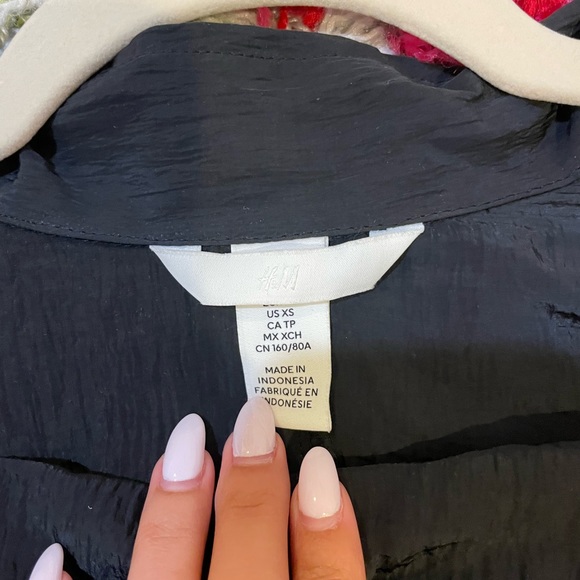 H&M
US XS
CA TP
MX XCH
CN 160/80A
MADE IN
INDONESIA
FABRIQUÉ EN
INDONÉSIE